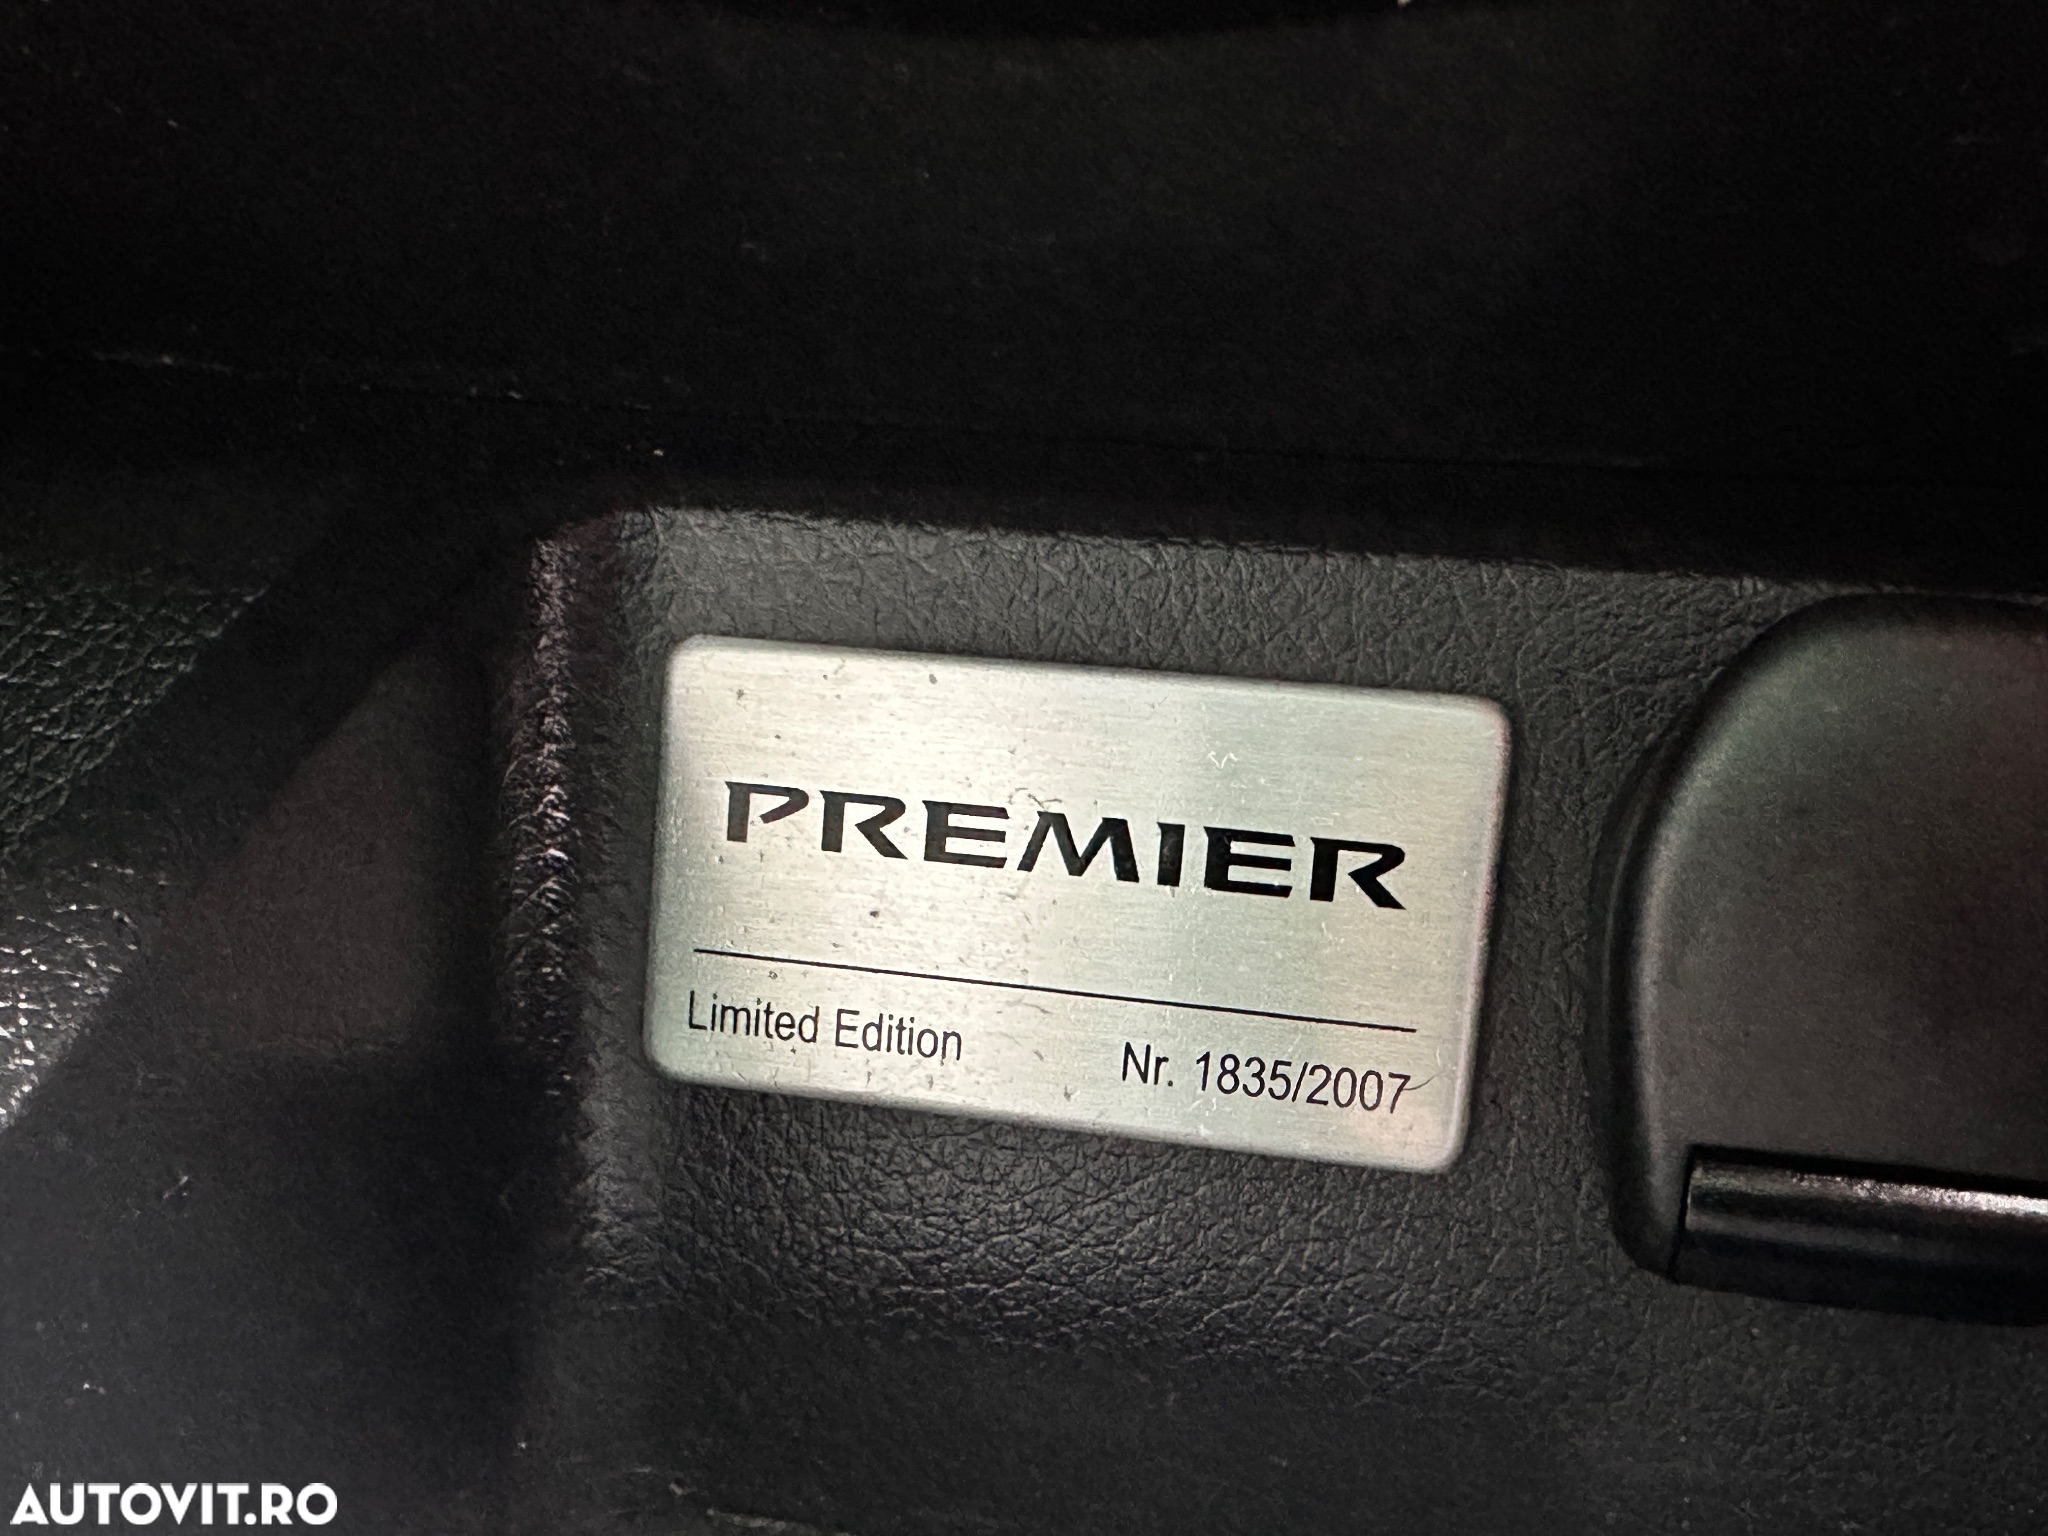 PREMIER
Limited Edition Nr. 1835/2007
AUTOVIT.RO